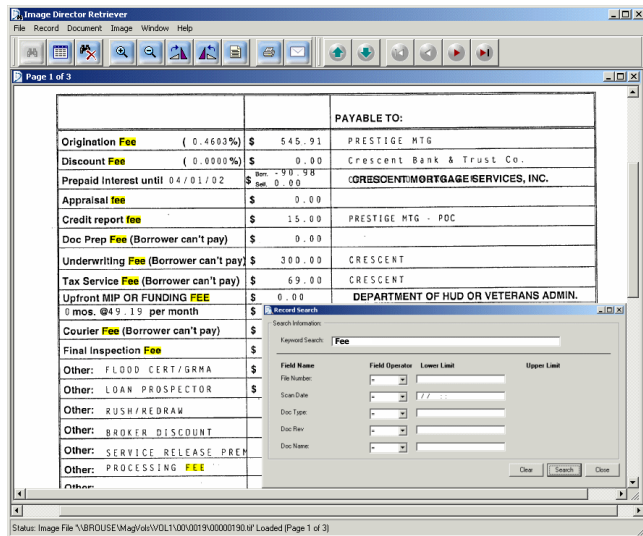 Image Director Retriever
File Record Document Image Window Help
Page 1 of 3
PAYABLE TO:
Origination Fee ( 0.4603%) $ 545.91 PRESTIGE MTG
Discount Fee ( 0.0000%) $ 0.00 Crescent Bank & Trust Co.
Prepaid Interest until 04/01/02 $ Borr. -90.98 Sell. 0.00 CRESCENT MORTGAGE SERVICES, INC.
Appraisal fee $ 0.00
Credit report fee $ 15.00 PRESTIGE MTG - POC
Doc Prep Fee (Borrower can't pay) $ 0.00
Underwriting Fee (Borrower can't pay) $ 300.00 CRESCENT
Tax Service Fee (Borrower can't pay) $ 69.00 CRESCENT
Upfront MIP OR FUNDING FEE $ 0.00 DEPARTMENT OF HUD OR VETERANS ADMIN.
0 mos. @49.19 per month $
Courier Fee (Borrower can't pay) $
Final Inspection Fee $
Other: FLOOD CERT/GRMA $
Other: LOAN PROSPECTOR $
Other: RUSH/REDRAW
Other: BROKER DISCOUNT
Other: SERVICE RELEASE PREM
Other: PROCESSING FEE
Other:
Record Search
Search Information:
Keyword Search: Fee
Field Name Field Operator Lower Limit Upper Limit
File Number: =
Scan Date = / / : :
Doc Type: =
Doc Rev =
Doc Name: =
Clear Search Close
Status: Image File '\\BROUSE\MagVols\VOL1\00\0019\00000190.tif' Loaded (Page 1 of 3)